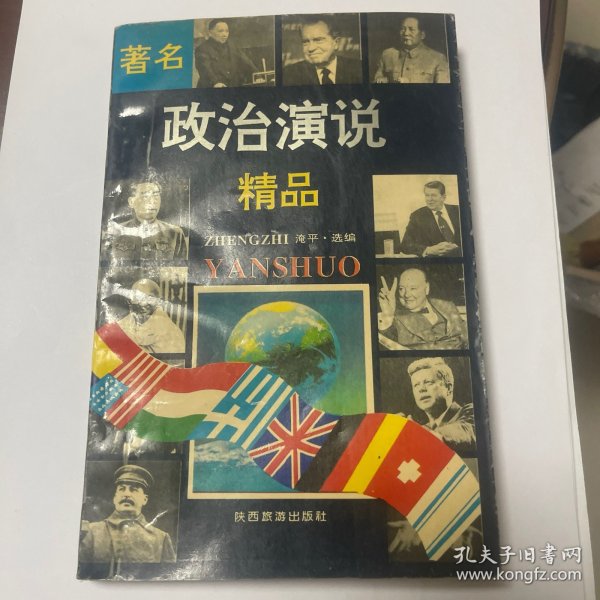 著名
政治演说
精品
ZHENGZHI 淹平·选编
YANSHUO
陕西旅游出版社
孔夫子旧书网
www.kongfz.com